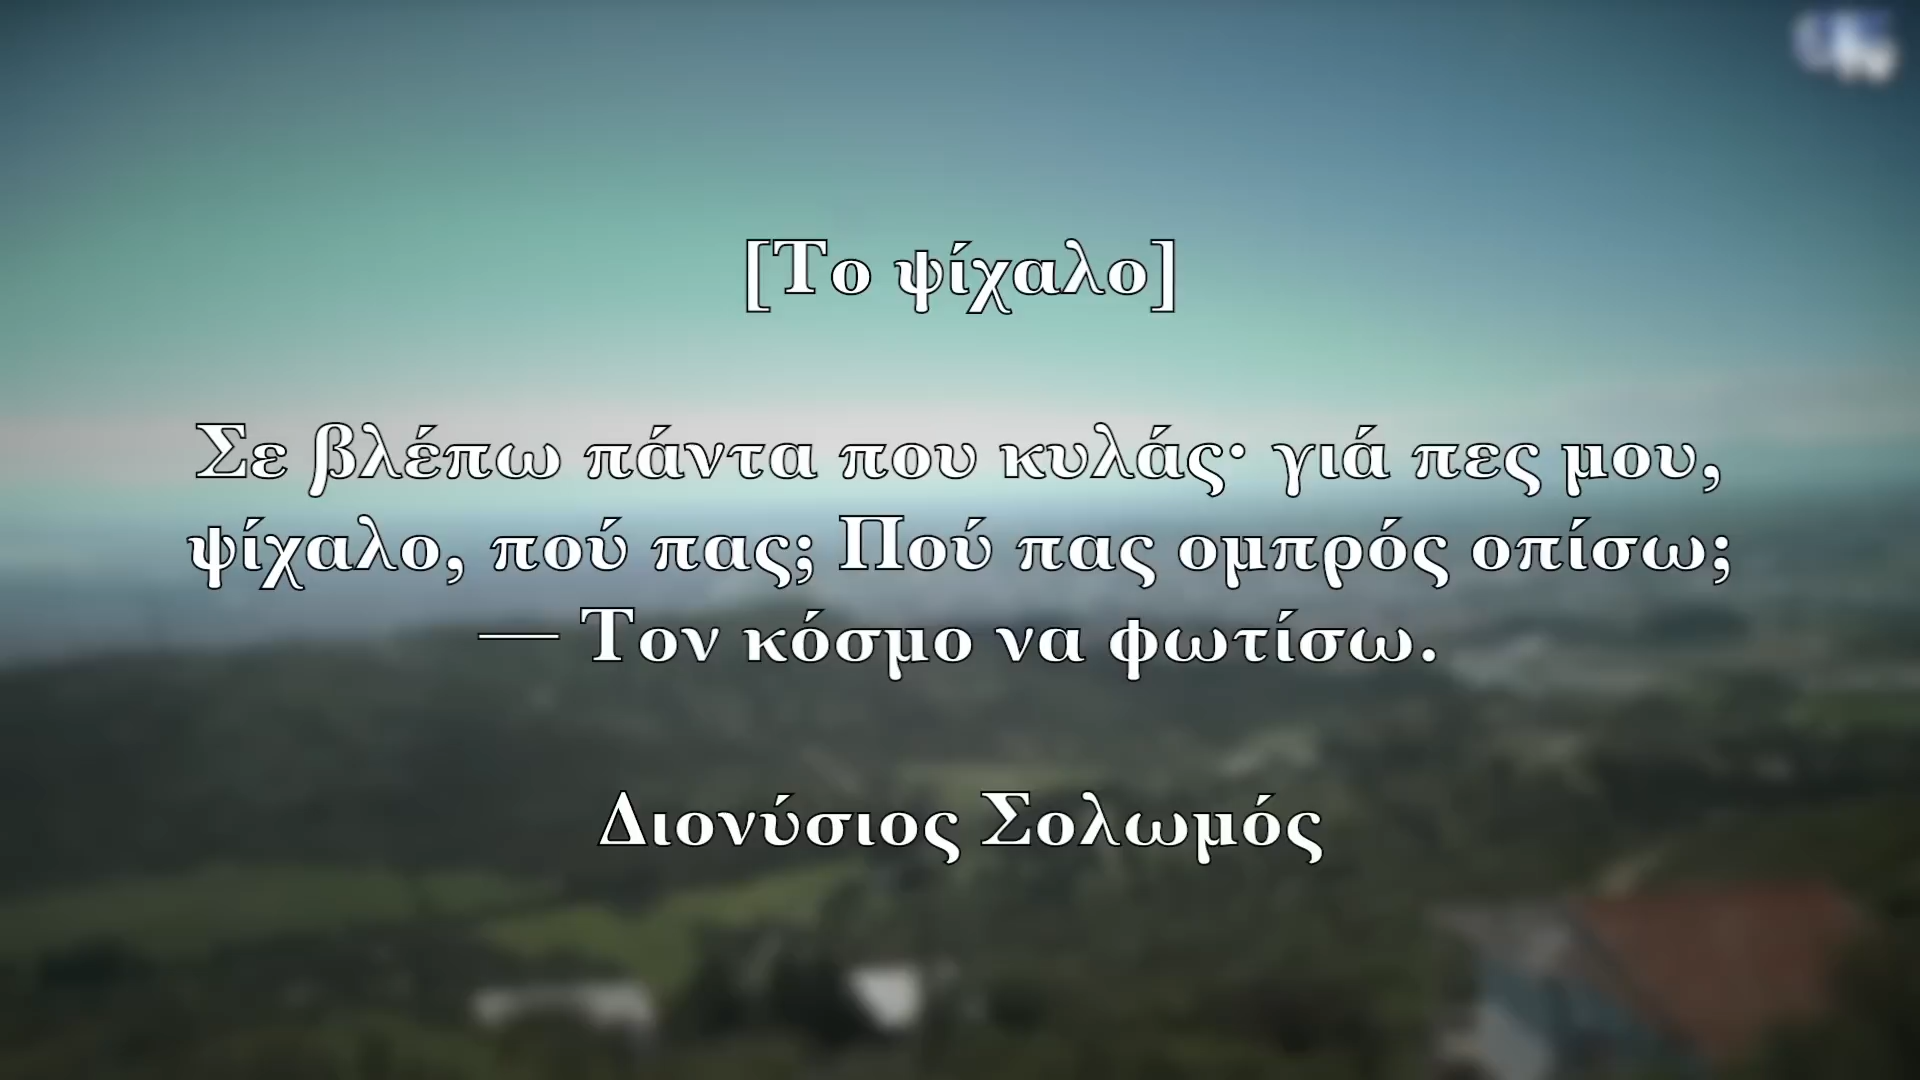 [Το ψίχαλο]
Σε βλέπω πάντα που κυλάς· γιά πες μου,
ψίχαλο, πού πας; Πού πας ομπρός οπίσω;
— Τον κόσμο να φωτίσω.
Διονύσιος Σολωμός